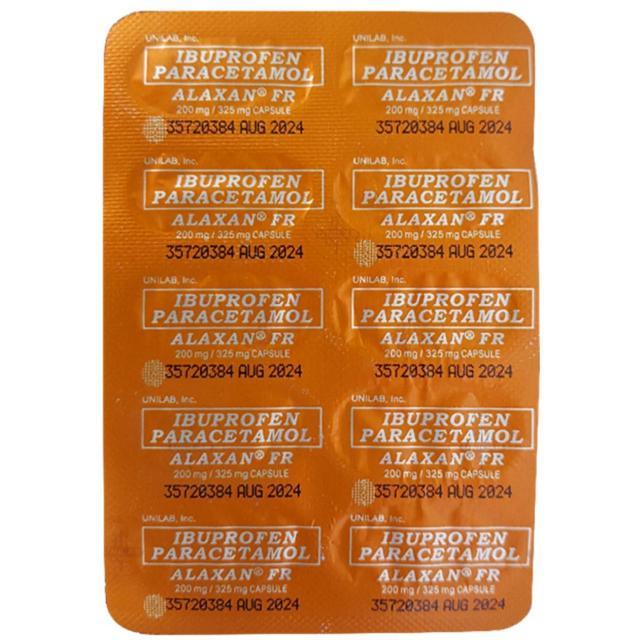 UNILAB, Inc.
IBUPROFEN
PARACETAMOL
ALAXAN® FR
200 mg / 325 mg CAPSULE
35720384 AUG 2024
UNILAB, Inc.
IBUPROFEN
PARACETAMOL
ALAXAN® FR
200 mg / 325 mg CAPSULE
35720384 AUG 2024
UNILAB, Inc.
IBUPROFEN
PARACETAMOL
ALAXAN® FR
200 mg / 325 mg CAPSULE
35720384 AUG 2024
UNILAB, Inc.
IBUPROFEN
PARACETAMOL
ALAXAN® FR
200 mg / 325 mg CAPSULE
35720384 AUG 2024
UNILAB, Inc.
IBUPROFEN
PARACETAMOL
ALAXAN® FR
200 mg / 325 mg CAPSULE
35720384 AUG 2024
UNILAB, Inc.
IBUPROFEN
PARACETAMOL
ALAXAN® FR
200 mg / 325 mg CAPSULE
35720384 AUG 2024
UNILAB, Inc.
IBUPROFEN
PARACETAMOL
ALAXAN® FR
200 mg / 325 mg CAPSULE
35720384 AUG 2024
UNILAB, Inc.
IBUPROFEN
PARACETAMOL
ALAXAN® FR
200 mg / 325 mg CAPSULE
35720384 AUG 2024
UNILAB, Inc.
IBUPROFEN
PARACETAMOL
ALAXAN® FR
200 mg / 325 mg CAPSULE
35720384 AUG 2024
UNILAB, Inc.
IBUPROFEN
PARACETAMOL
ALAXAN® FR
200 mg / 325 mg CAPSULE
35720384 AUG 2024